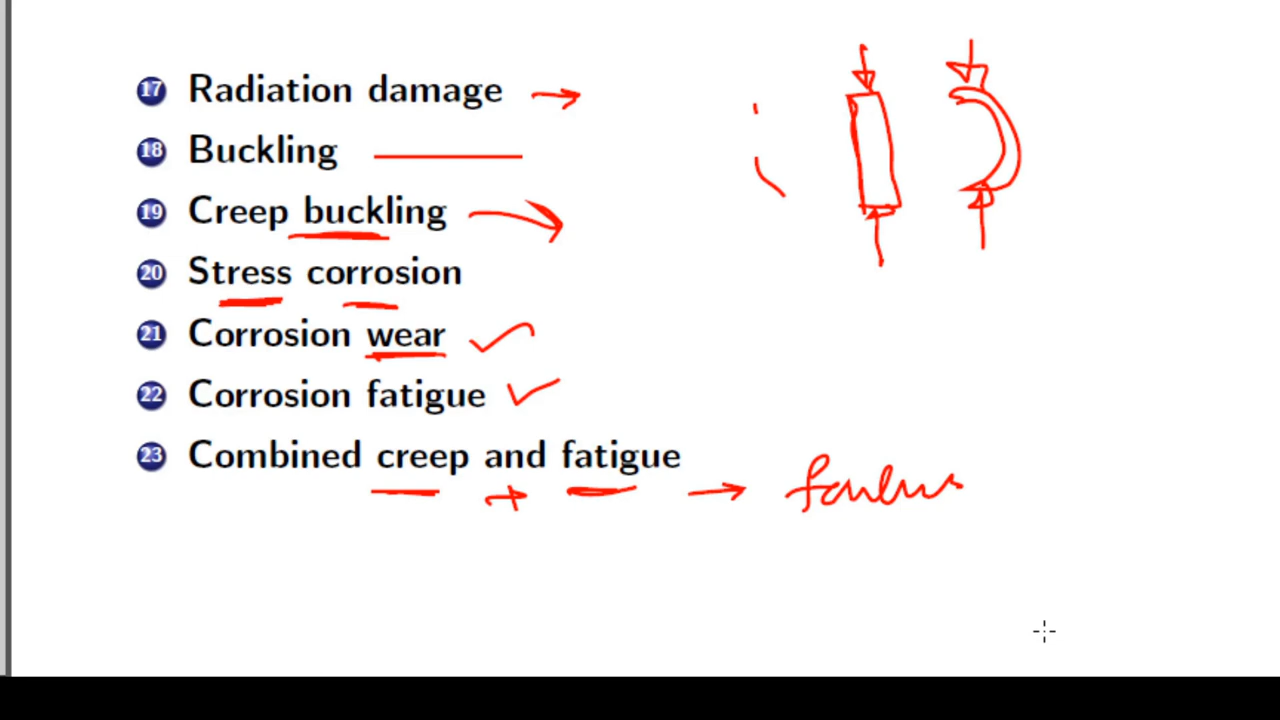 17 Radiation damage
18 Buckling
19 Creep buckling
20 Stress corrosion
21 Corrosion wear
22 Corrosion fatigue
23 Combined creep and fatigue